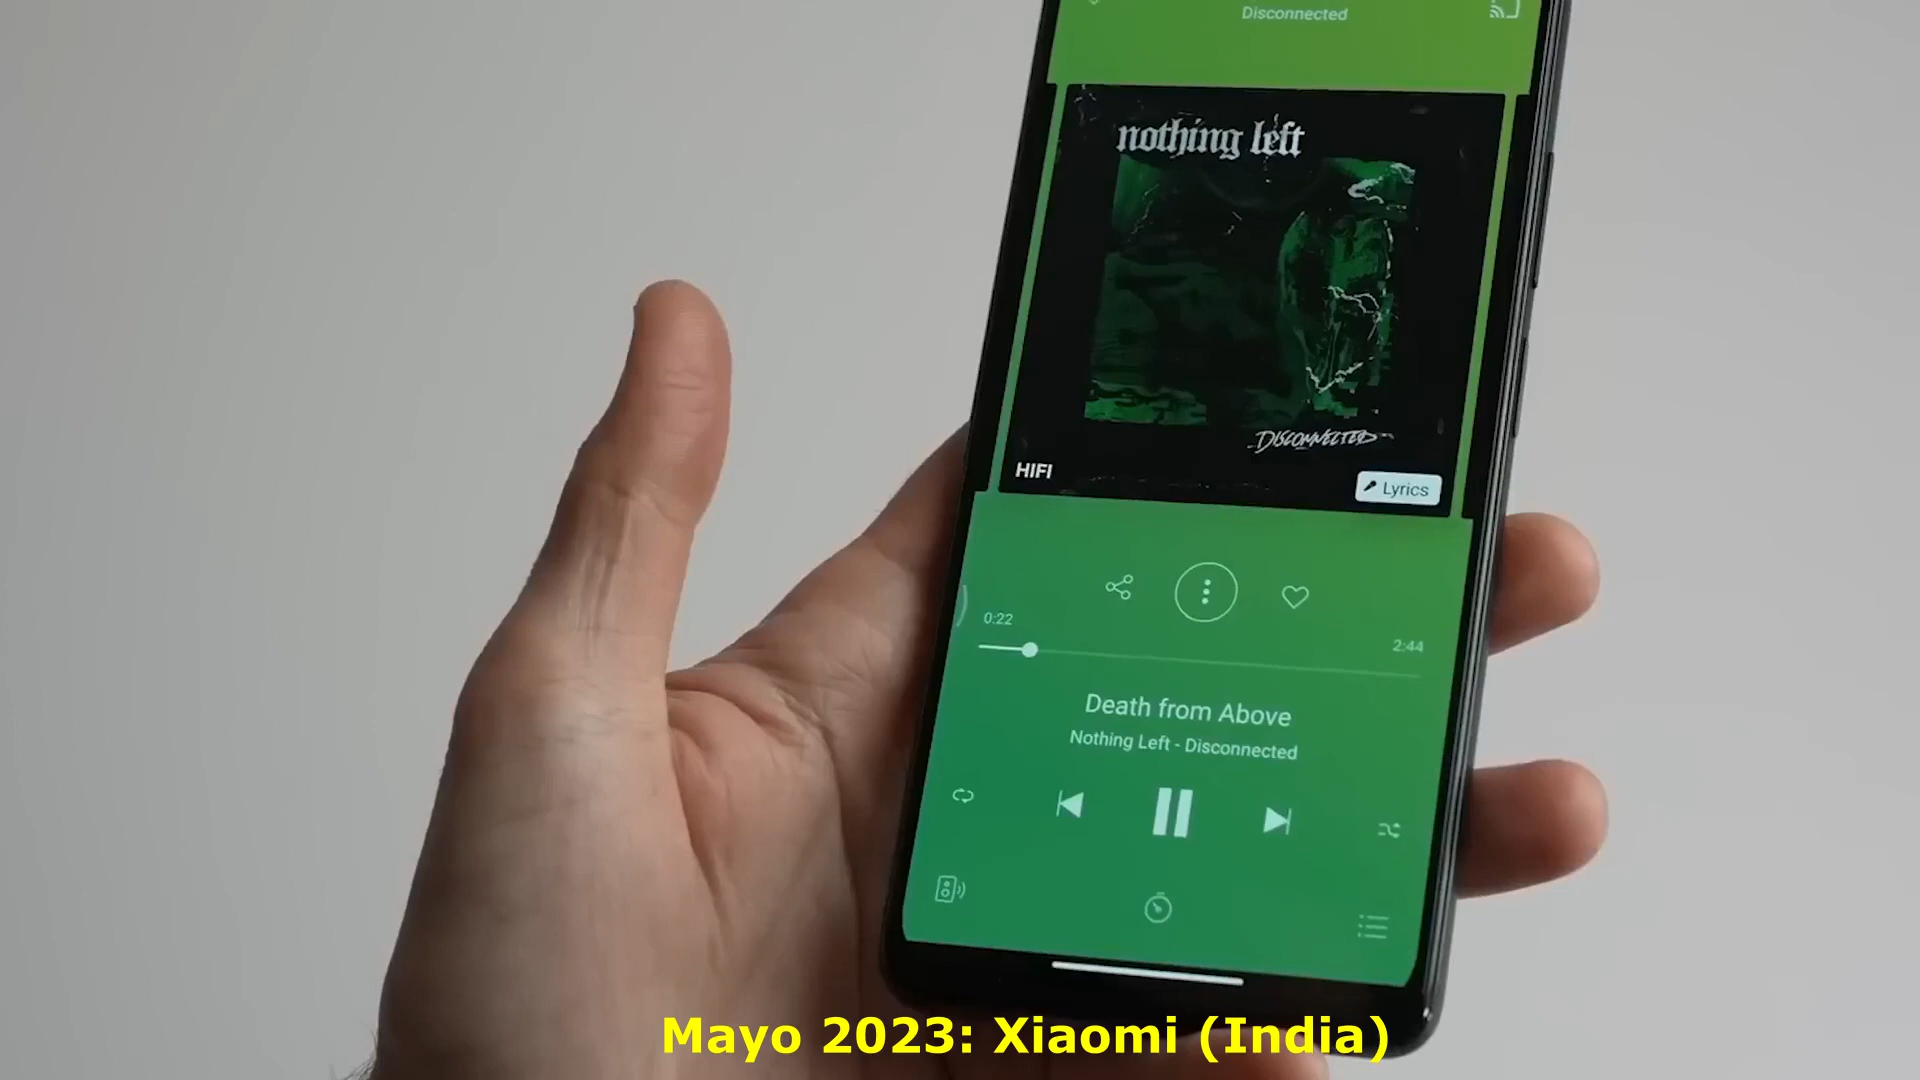 Disconnected
nothing left
DISCONNECTED
HIFI
Lyrics
0:22
2:44
Death from Above
Nothing Left - Disconnected
Mayo 2023: Xiaomi (India)